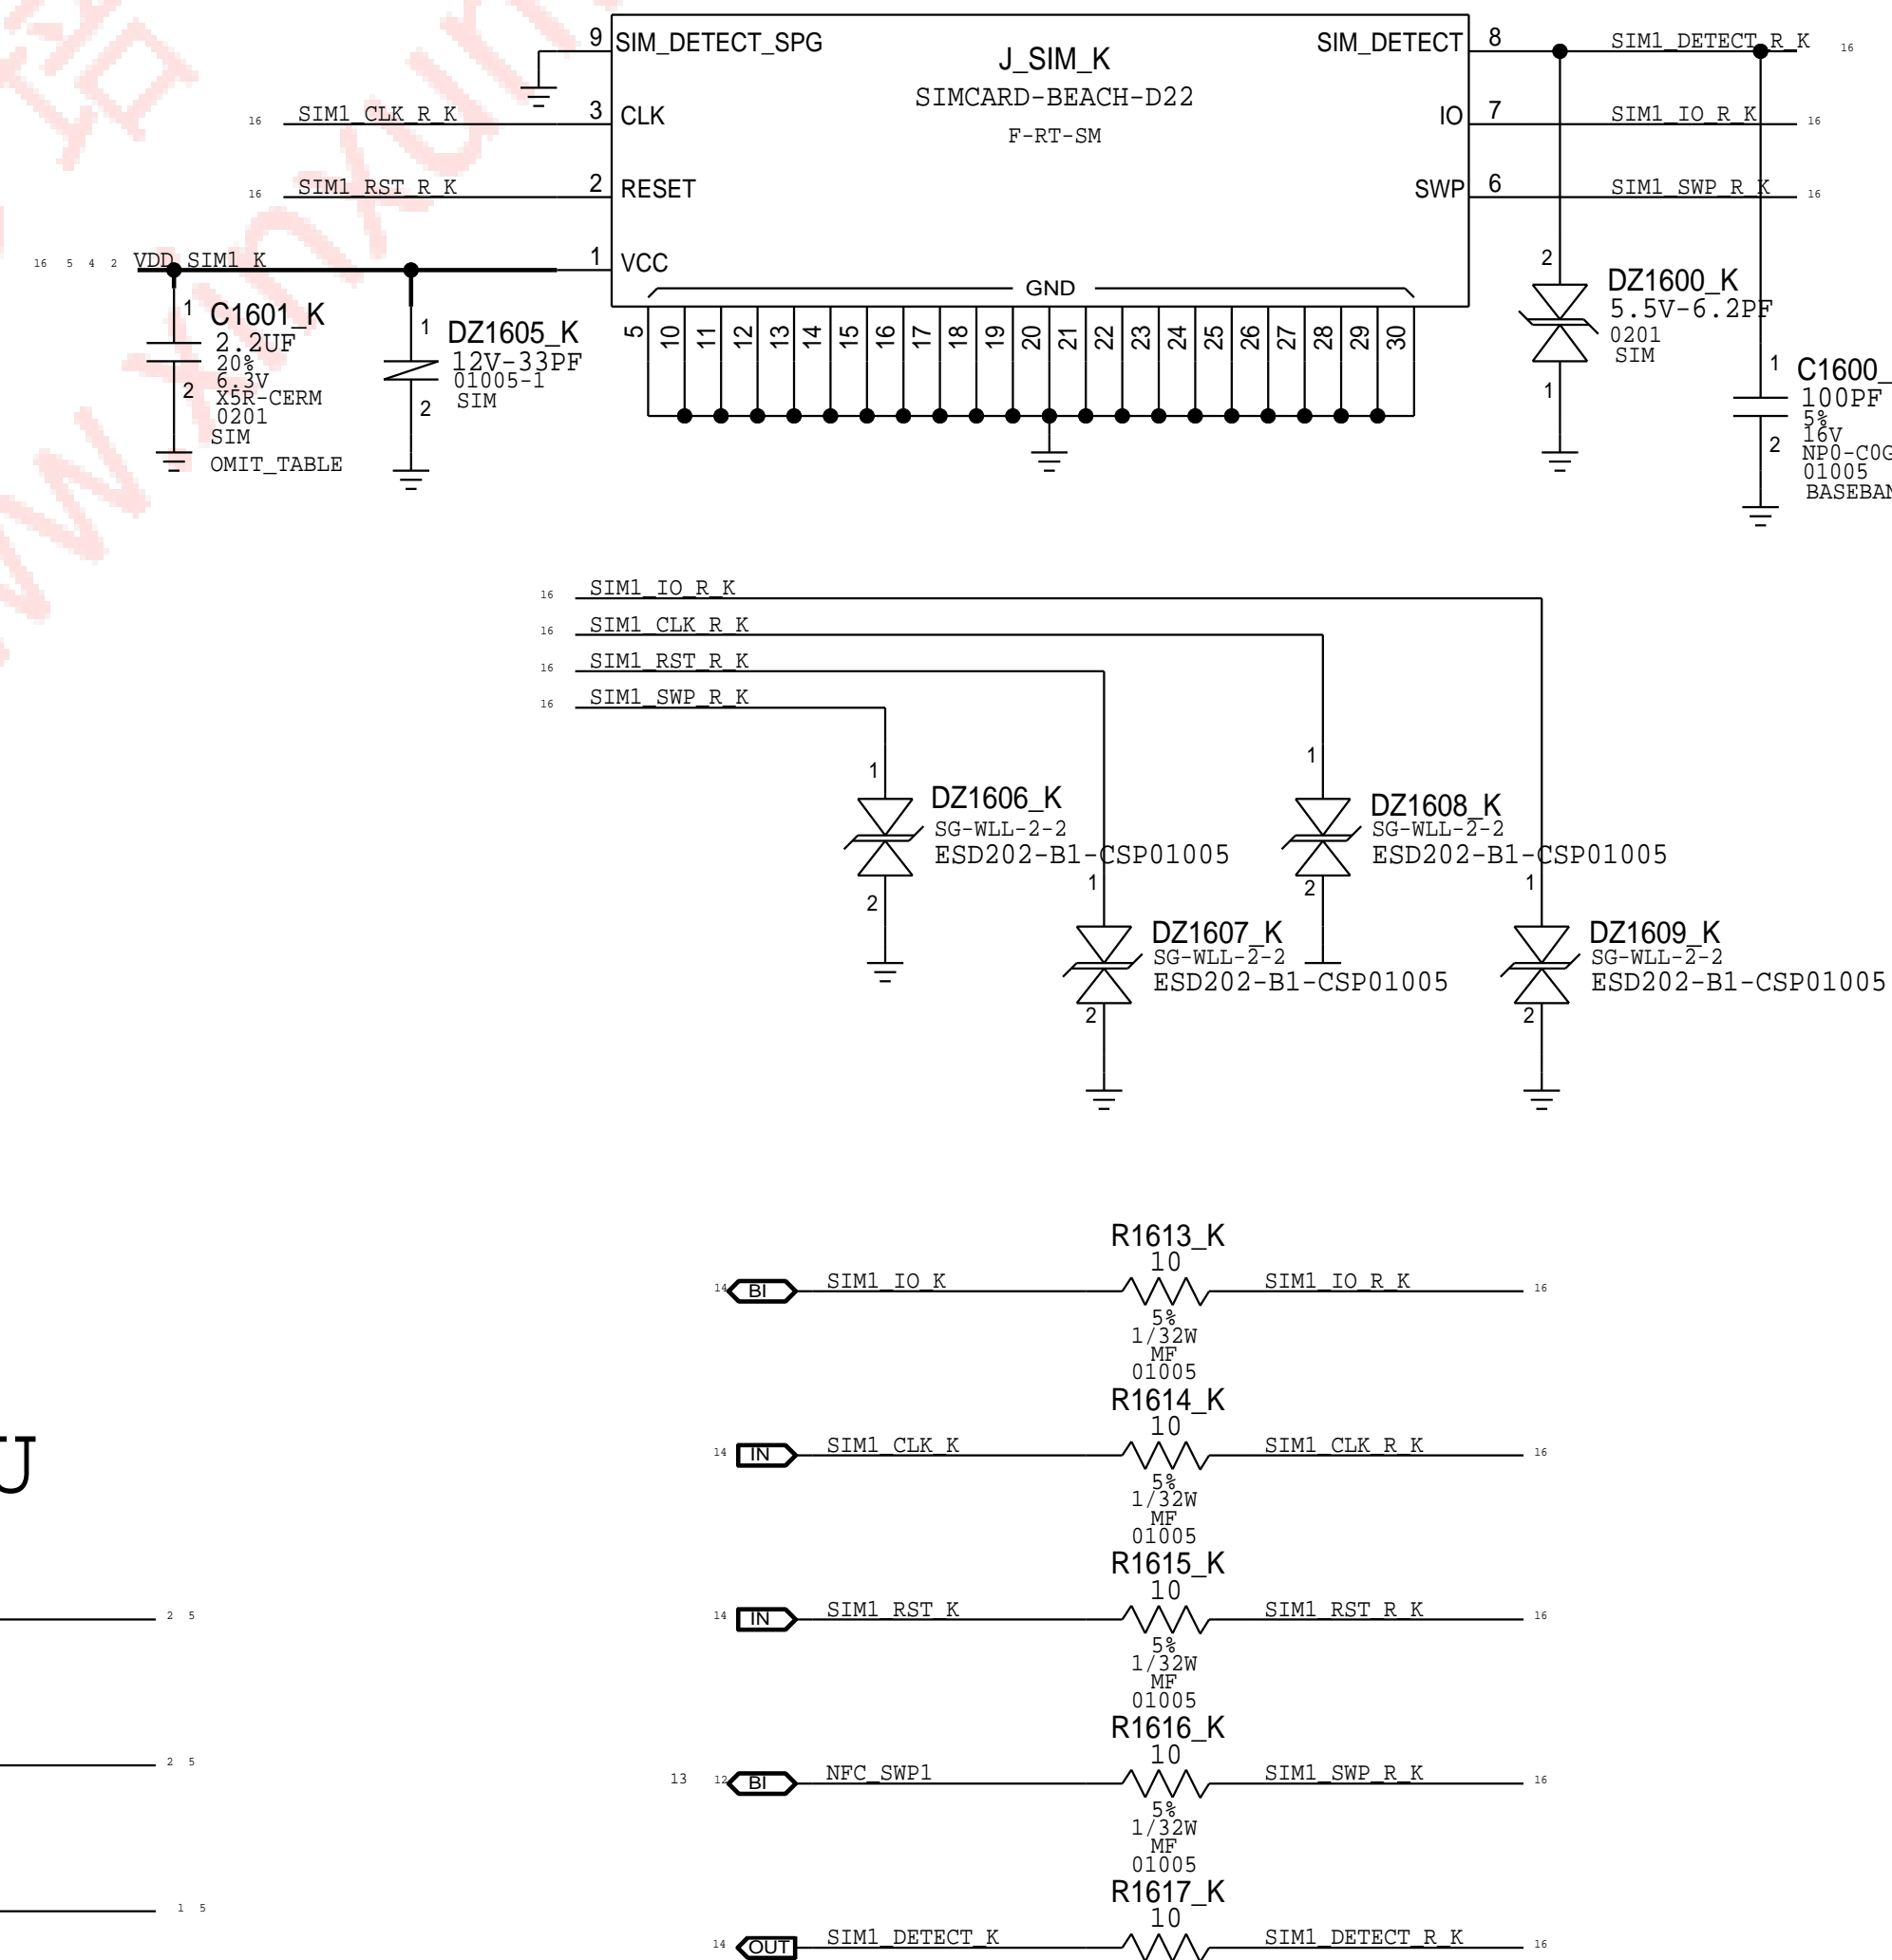 9 SIM_DETECT_SPG
J_SIM_K
SIMCARD-BEACH-D22
F-RT-SM
SIM_DETECT 8
SIM1_DETECT_R_K 16
16 SIM1_CLK_R_K
3 CLK
IO 7
SIM1_IO_R_K 16
16 SIM1_RST_R_K
2 RESET
SWP 6
SIM1_SWP_R_K 16
16 5 4 2 VDD_SIM1_K
1 VCC
GND
5 10 11 12 13 14 15 16 17 18 19 20 21 22 23 24 25 26 27 28 29 30
1
2
C1601_K
2.2UF
20%
6.3V
X5R-CERM
0201
SIM
OMIT_TABLE
1
2
DZ1605_K
12V-33PF
01005-1
SIM
2
1
DZ1600_K
5.5V-6.2PF
0201
SIM
1
2
C1600_
100PF
5%
16V
NP0-C0G
01005
BASEBAN
16 SIM1_IO_R_K
16 SIM1_CLK_R_K
16 SIM1_RST_R_K
16 SIM1_SWP_R_K
1
2
DZ1606_K
SG-WLL-2-2
ESD202-B1-CSP01005
1
2
DZ1608_K
SG-WLL-2-2
ESD202-B1-CSP01005
1
2
DZ1607_K
SG-WLL-2-2
ESD202-B1-CSP01005
1
2
DZ1609_K
SG-WLL-2-2
ESD202-B1-CSP01005
R1613_K
10
14 BI SIM1_IO_K
SIM1_IO_R_K 16
5%
1/32W
MF
01005
R1614_K
10
14 IN SIM1_CLK_K
SIM1_CLK_R_K 16
5%
1/32W
MF
01005
U
R1615_K
10
2 5
14 IN SIM1_RST_K
SIM1_RST_R_K 16
5%
1/32W
MF
01005
R1616_K
10
2 5
13 12 BI NFC_SWP1
SIM1_SWP_R_K 16
5%
1/32W
MF
01005
R1617_K
10
1 5
14 OUT SIM1_DETECT_K
SIM1_DETECT_R_K 16